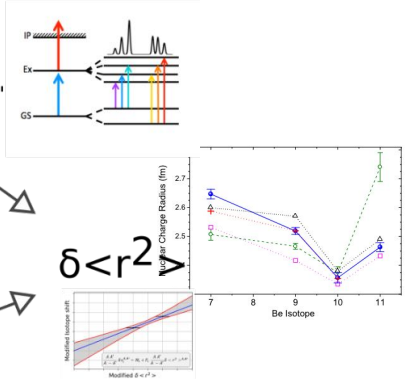 IP
Ex
GS
δ<r²>
Nuclear Charge Radius (fm)
2.7
2.6
2.5
2.4
7 8 9 10 11
Be Isotope
Modified isotope shift
Modified δ < r² >